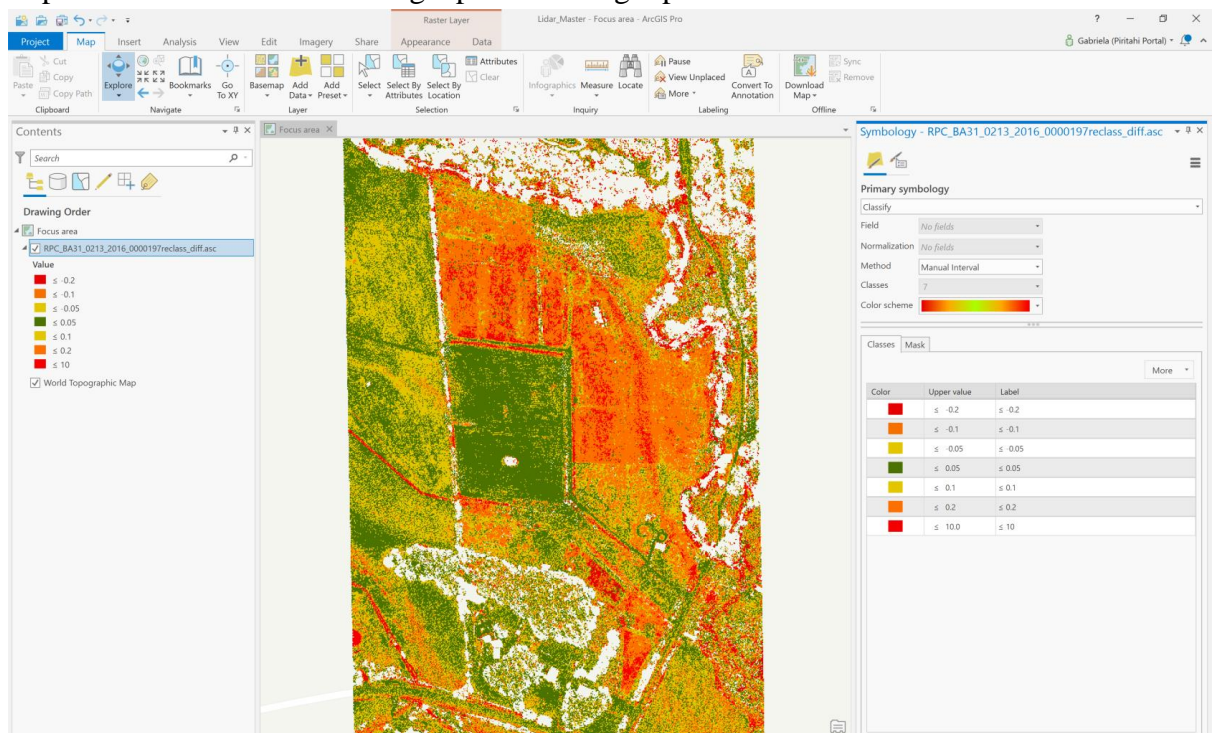 Raster Layer
Lidar_Master - Focus area - ArcGIS Pro
?
Project Map Insert Analysis View Edit Imagery Share Appearance Data
Gabriela (Piritahi Portal)
Paste
Cut
Copy
Copy Path
Clipboard
Explore
Bookmarks
Go To XY
Navigate
Basemap
Add Data
Add Preset
Layer
Select
Select By Attributes
Select By Location
Attributes
Clear
Selection
Infographics
Measure
Locate
Inquiry
Pause
View Unplaced
More
Convert To Annotation
Labeling
Download Map
Sync
Remove
Offline
Contents
Search
Drawing Order
Focus area
RPC_BA31_0213_2016_0000197reclass_diff.asc
Value
≤ -0.2
≤ -0.1
≤ -0.05
≤ 0.05
≤ 0.1
≤ 0.2
≤ 10
World Topographic Map
Focus area
Symbology - RPC_BA31_0213_2016_0000197reclass_diff.asc
Primary symbology
Classify
Field No fields
Normalization No fields
Method Manual Interval
Classes 7
Color scheme
Classes Mask
More
Color Upper value Label
≤ -0.2 ≤ -0.2
≤ -0.1 ≤ -0.1
≤ -0.05 ≤ -0.05
≤ 0.05 ≤ 0.05
≤ 0.1 ≤ 0.1
≤ 0.2 ≤ 0.2
≤ 10.0 ≤ 10